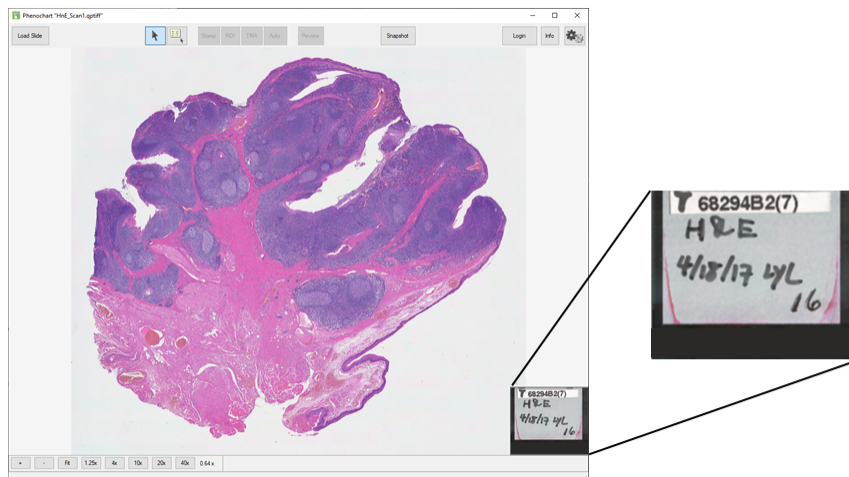 Phenochart "HnE_Scan1.qptiff"
Load Slide
Stamp ROI TMA Auto Review Snapshot Login Info
68294B2(7)
H&E
4/18/17 LYL
16
68294B2(7)
H&E
4/18/17 LYL
16
+ - Fit 1.25x 4x 10x 20x 40x 0.64 x